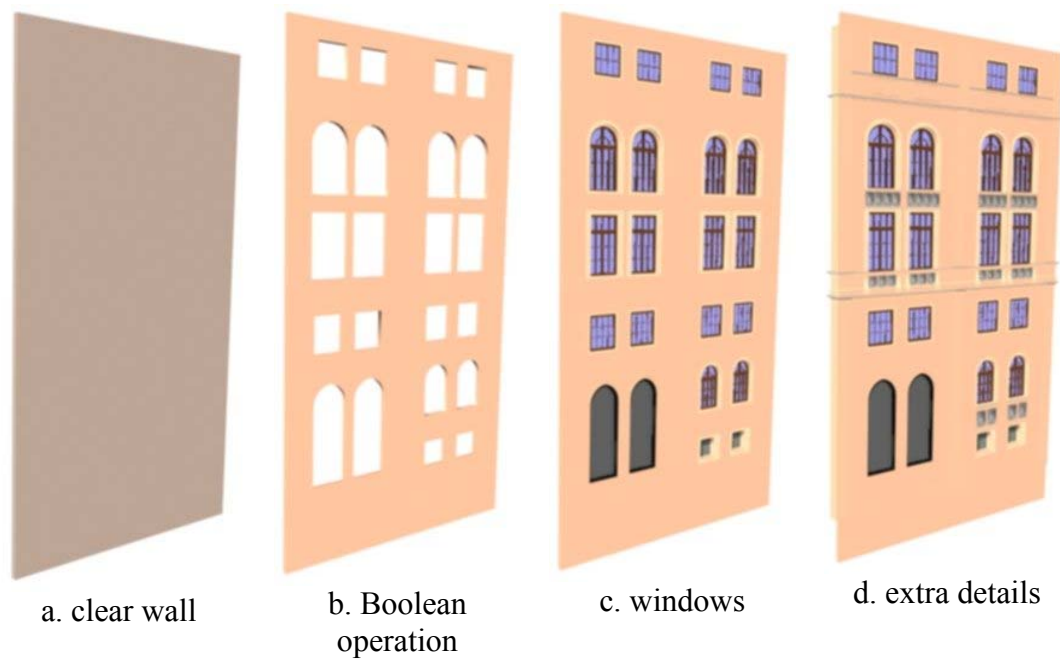 a. clear wall
b. Boolean
operation
c. windows
d. extra details